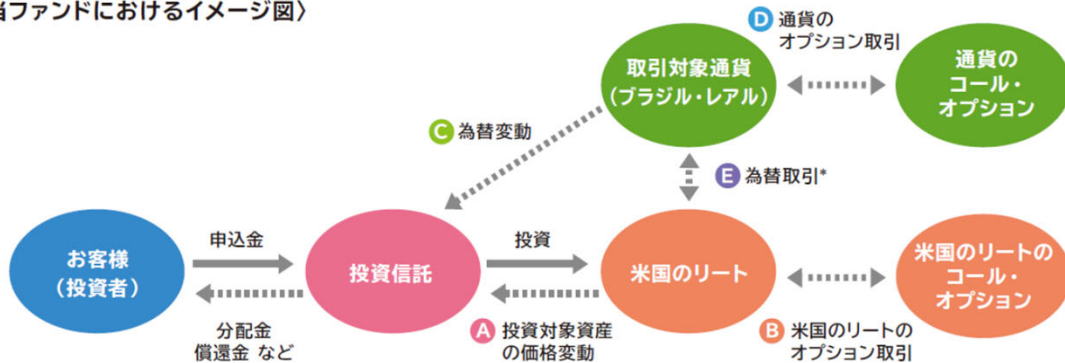 当ファンドにおけるイメージ図〉
D 通貨の
オプション取引
取引対象通貨
(ブラジル・レアル)
通貨の
コール・
オプション
C 為替変動
E 為替取引*
お客様
(投資者)
申込金
分配金
償還金 など
投資信託
投資
A 投資対象資産
の価格変動
米国のリート
B 米国のリートの
オプション取引
米国のリートの
コール・
オプション